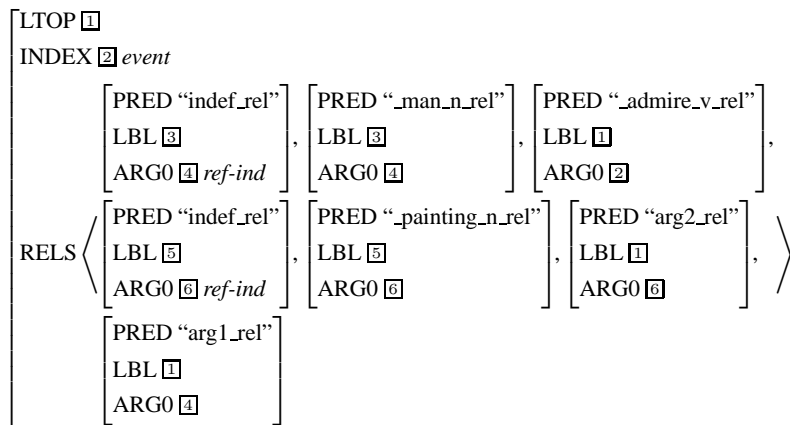 LTOP 1
INDEX 2 event
PRED “indef_rel” PRED “_man_n_rel” PRED “_admire_v_rel”
LBL 3 , LBL 3 , LBL 1 ,
ARG0 4 ref-ind ARG0 4 ARG0 2
PRED “indef_rel” PRED “_painting_n_rel” PRED “arg2_rel”
RELS LBL 5 , LBL 5 , LBL 1 ,
ARG0 6 ref-ind ARG0 6 ARG0 6
PRED “arg1_rel”
LBL 1
ARG0 4